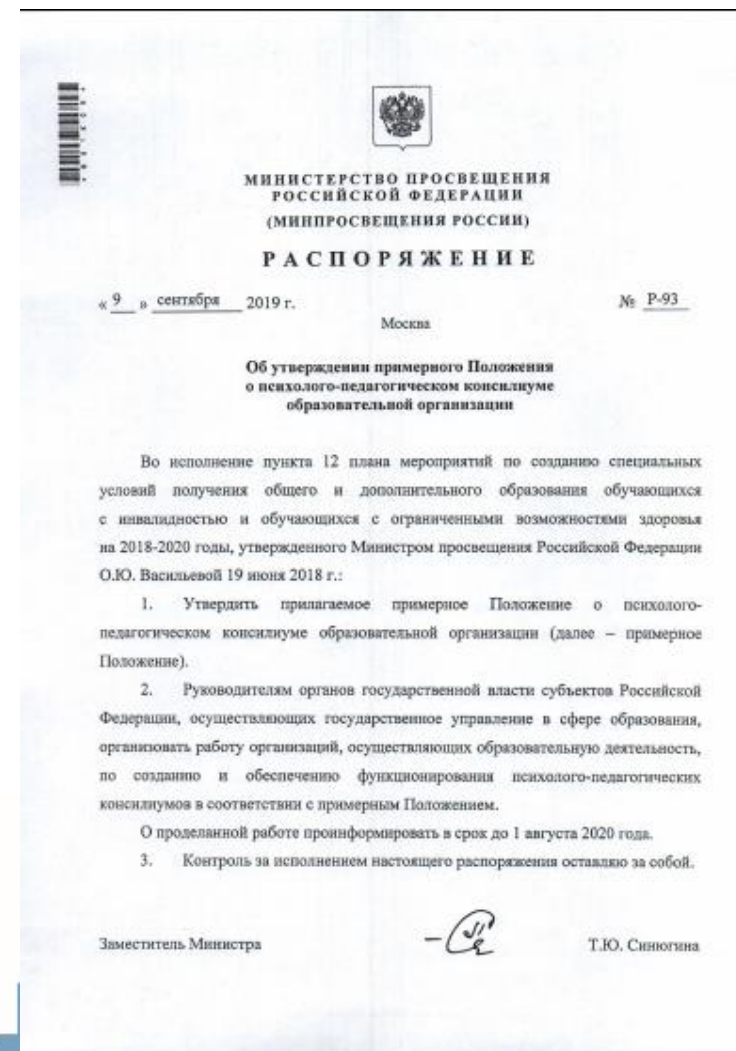 МИНИСТЕРСТВО ПРОСВЕЩЕНИЯ
РОССИЙСКОЙ ФЕДЕРАЦИИ
(МИНПРОСВЕЩЕНИЯ РОССИИ)
РАСПОРЯЖЕНИЕ
« 9 » сентября 2019 г. № Р-93
Москва
Об утверждении примерного Положения
о психолого-педагогическом консилиуме
образовательной организации
Во исполнение пункта 12 плана мероприятий по созданию специальных
условий получения общего и дополнительного образования обучающихся
с инвалидностью и обучающихся с ограниченными возможностями здоровья
на 2018-2020 годы, утвержденного Министром просвещения Российской Федерации
О.Ю. Васильевой 19 июня 2018 г.:
1. Утвердить прилагаемое примерное Положение о психолого-
педагогическом консилиуме образовательной организации (далее – примерное
Положение).
2. Руководителям органов государственной власти субъектов Российской
Федерации, осуществляющих государственное управление в сфере образования,
организовать работу организаций, осуществляющих образовательную деятельность,
по созданию и обеспечению функционирования психолого-педагогических
консилиумов в соответствии с примерным Положением.
О проделанной работе проинформировать в срок до 1 августа 2020 года.
3. Контроль за исполнением настоящего распоряжения оставляю за собой.
Заместитель Министра Т.Ю. Синюгина